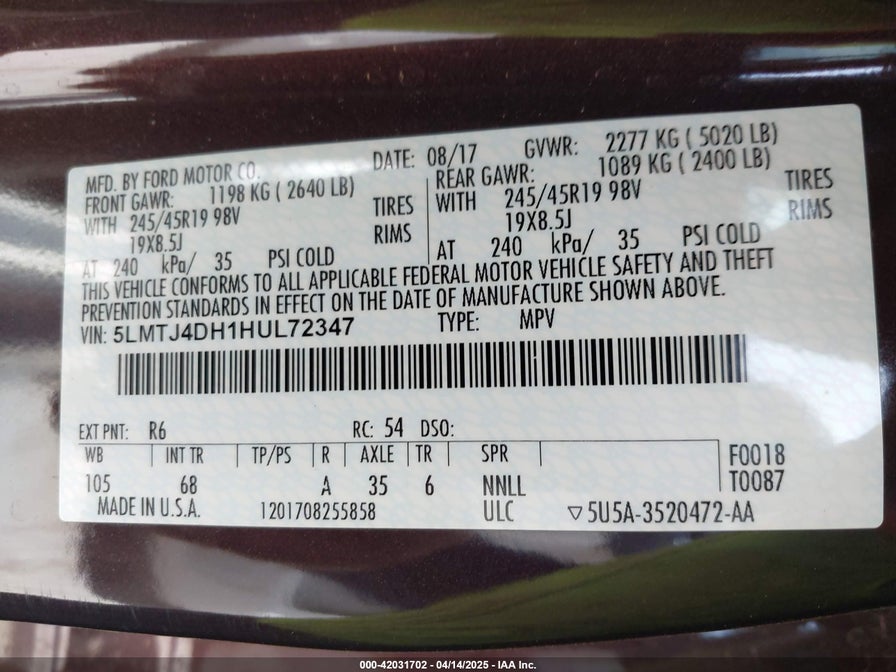 MFD. BY FORD MOTOR CO. DATE: 08/17 GVWR: 2277 KG ( 5020 LB)
FRONT GAWR: 1198 KG ( 2640 LB) REAR GAWR: 1089 KG ( 2400 LB)
WITH 245/45R19 98V TIRES WITH 245/45R19 98V TIRES
19X8.5J RIMS 19X8.5J RIMS
AT 240 kPa/ 35 PSI COLD AT 240 kPa/ 35 PSI COLD
THIS VEHICLE CONFORMS TO ALL APPLICABLE FEDERAL MOTOR VEHICLE SAFETY AND THEFT
PREVENTION STANDARDS IN EFFECT ON THE DATE OF MANUFACTURE SHOWN ABOVE.
VIN: 5LMTJ4DH1HUL72347 TYPE: MPV
EXT PNT: R6 RC: 54 DSO:
WB INT TR TP/PS R AXLE TR SPR F0018
105 68 A 35 6 NNLL T0087
MADE IN U.S.A. 1201708255858 ULC ▽5U5A-3520472-AA
000-42031702 - 04/14/2025 - IAA Inc.